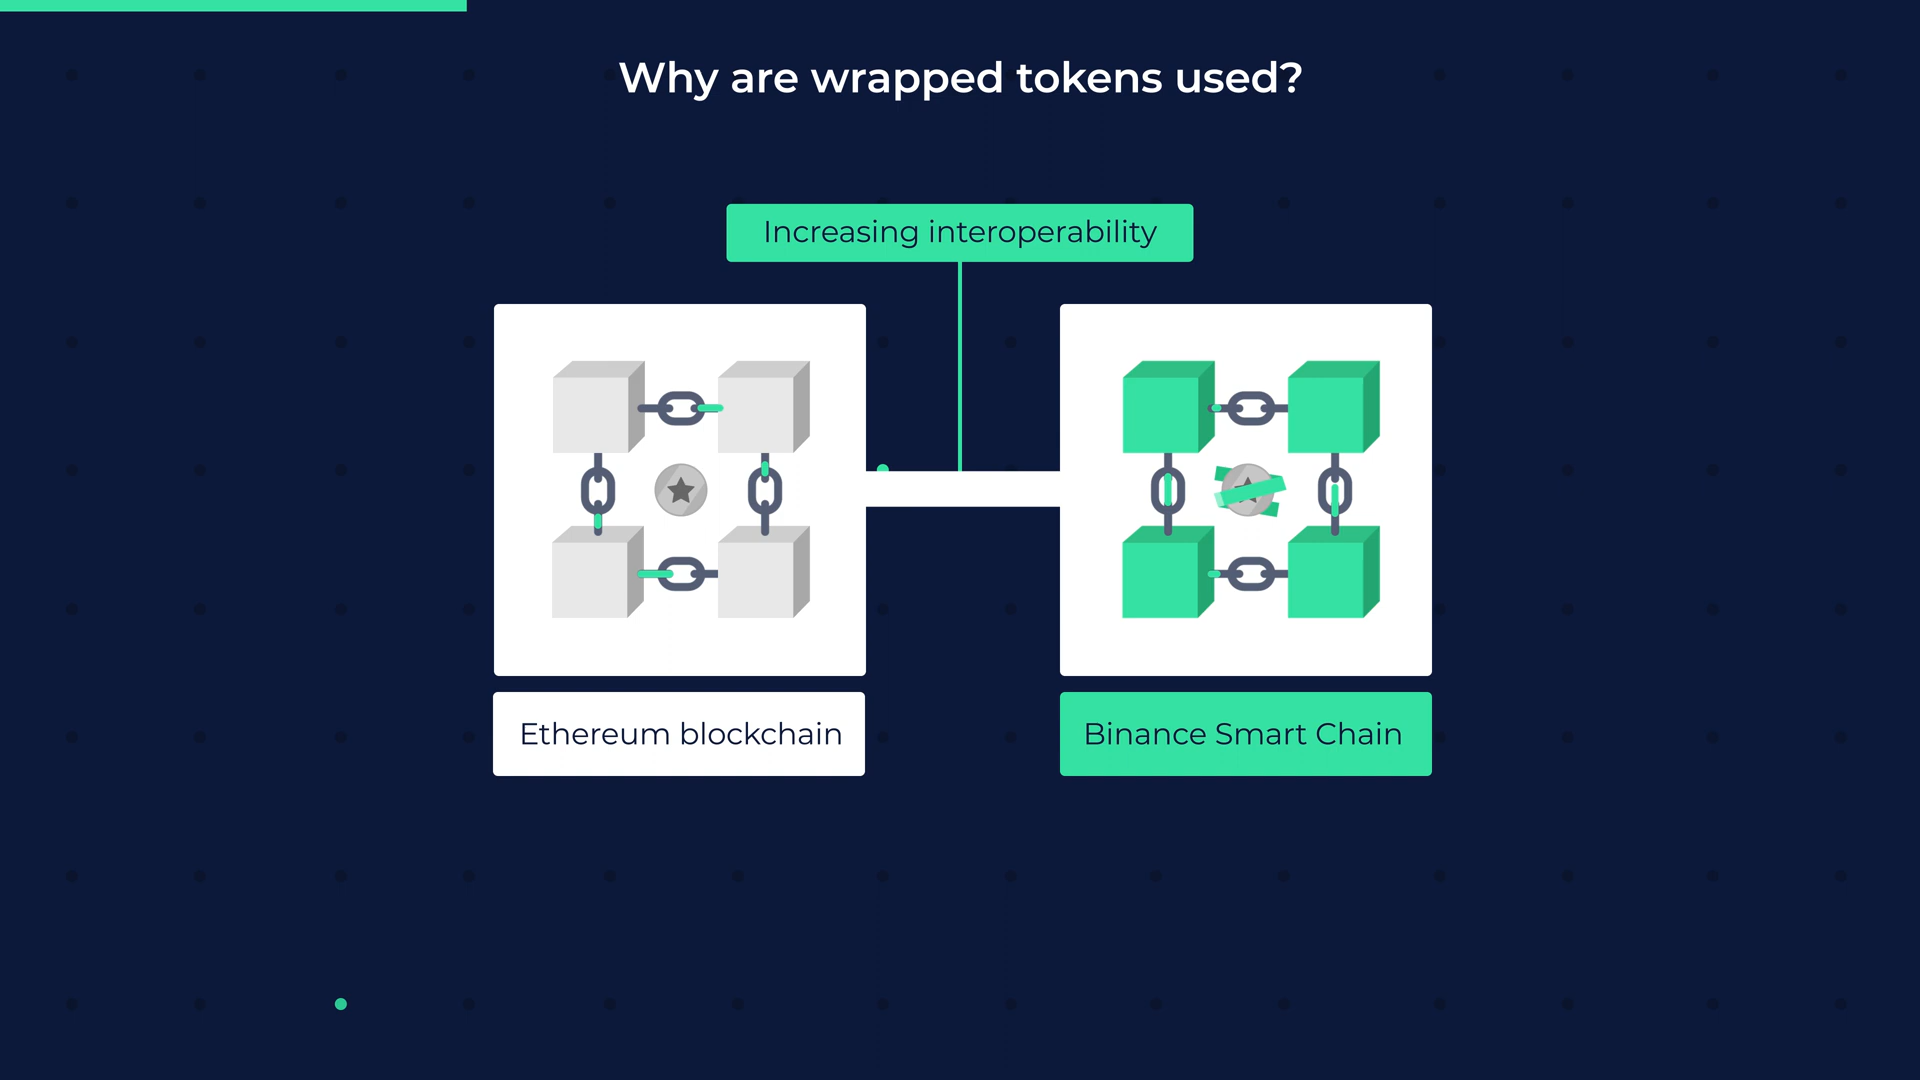 Why are wrapped tokens used?
Increasing interoperability
Ethereum blockchain
Binance Smart Chain